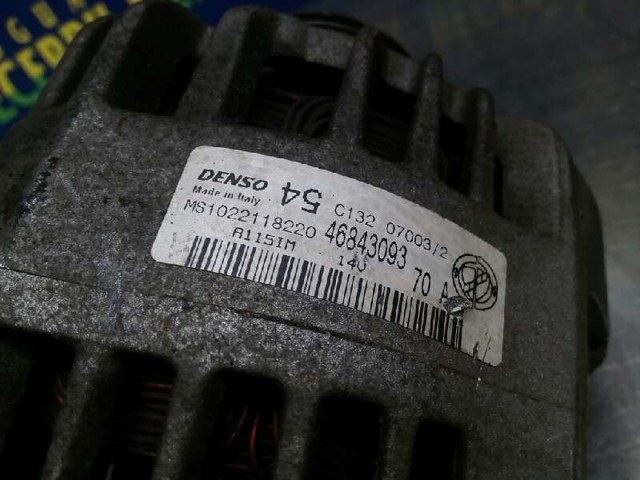 DENSO
Made in Italy
54
C132 07003/2
MS1022118220 46843093
A115IM 14V 70 A